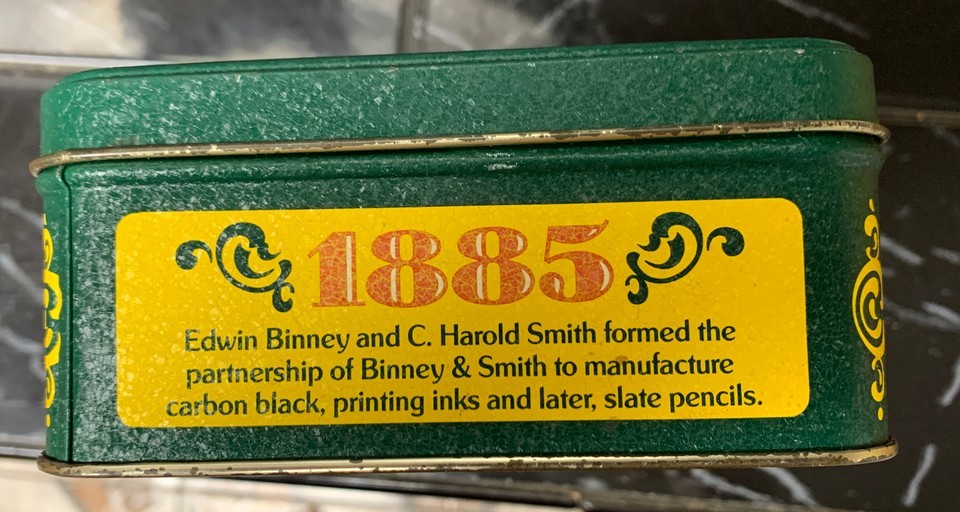 1885
Edwin Binney and C. Harold Smith formed the
partnership of Binney & Smith to manufacture
carbon black, printing inks and later, slate pencils.